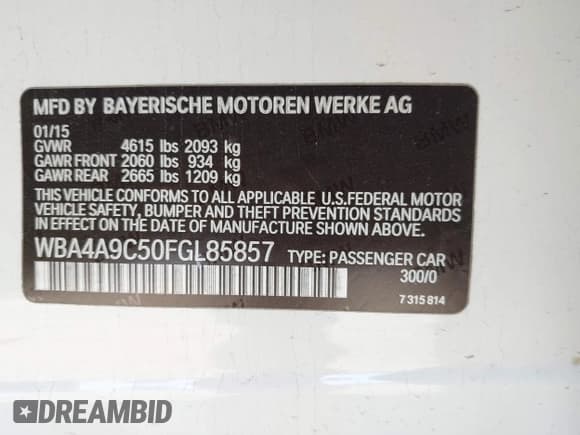 MFD BY BAYERISCHE MOTOREN WERKE AG
01/15
GVWR 4615 lbs 2093 kg
GAWR FRONT 2060 lbs 934 kg
GAWR REAR 2665 lbs 1209 kg
THIS VEHICLE CONFORMS TO ALL APPLICABLE U.S.FEDERAL MOTOR
VEHICLE SAFETY, BUMPER AND THEFT PREVENTION STANDARDS
IN EFFECT ON THE DATE OF MANUFACTURE SHOWN ABOVE.
WBA4A9C50FGL85857 TYPE: PASSENGER CAR
300/0
7 315 814
DREAMBID